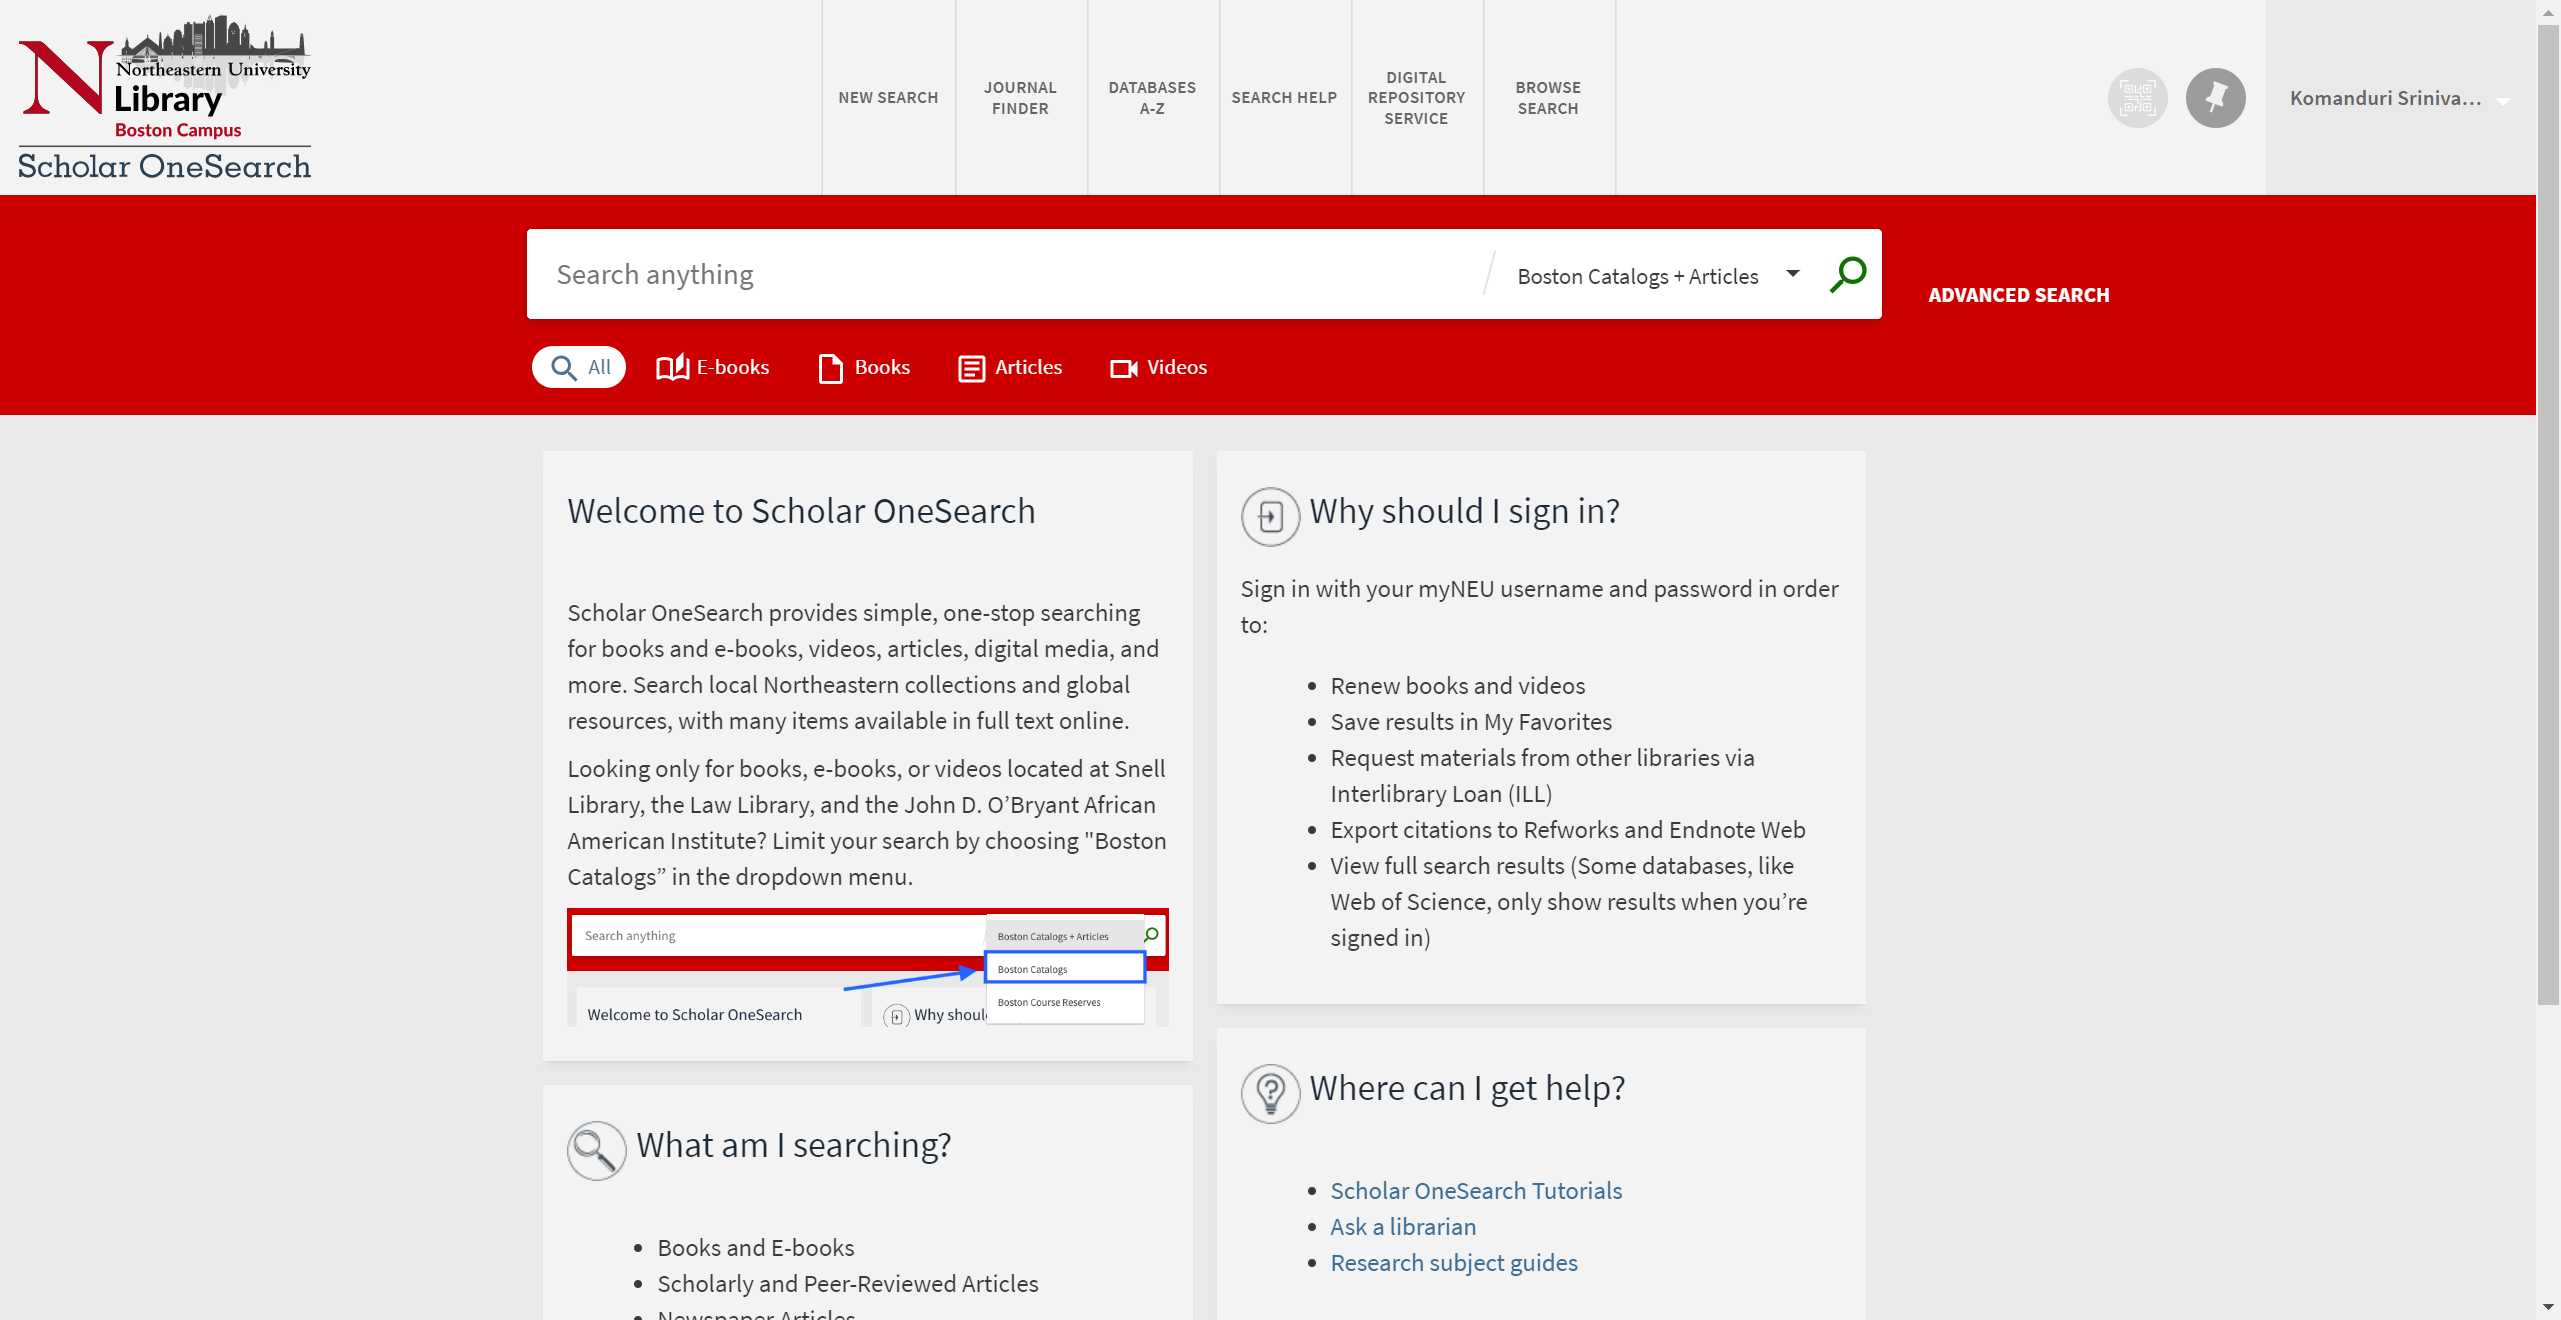 Northeastern University
Library
Boston Campus
Scholar OneSearch
NEW SEARCH
JOURNAL
FINDER
DATABASES
A-Z
SEARCH HELP
DIGITAL
REPOSITORY
SERVICE
BROWSE
SEARCH
Komanduri Sriniva...
Search anything
Boston Catalogs + Articles
ADVANCED SEARCH
All
E-books
Books
Articles
Videos
Welcome to Scholar OneSearch
Scholar OneSearch provides simple, one-stop searching
for books and e-books, videos, articles, digital media, and
more. Search local Northeastern collections and global
resources, with many items available in full text online.
Looking only for books, e-books, or videos located at Snell
Library, the Law Library, and the John D. O’Bryant African
American Institute? Limit your search by choosing "Boston
Catalogs” in the dropdown menu.
Search anything
Boston Catalogs + Articles
Boston Catalogs
Boston Course Reserves
Welcome to Scholar OneSearch
Why shoul
What am I searching?
Books and E-books
Scholarly and Peer-Reviewed Articles
Newspaper Articles
Why should I sign in?
Sign in with your myNEU username and password in order
to:
Renew books and videos
Save results in My Favorites
Request materials from other libraries via
Interlibrary Loan (ILL)
Export citations to Refworks and Endnote Web
View full search results (Some databases, like
Web of Science, only show results when you’re
signed in)
Where can I get help?
Scholar OneSearch Tutorials
Ask a librarian
Research subject guides